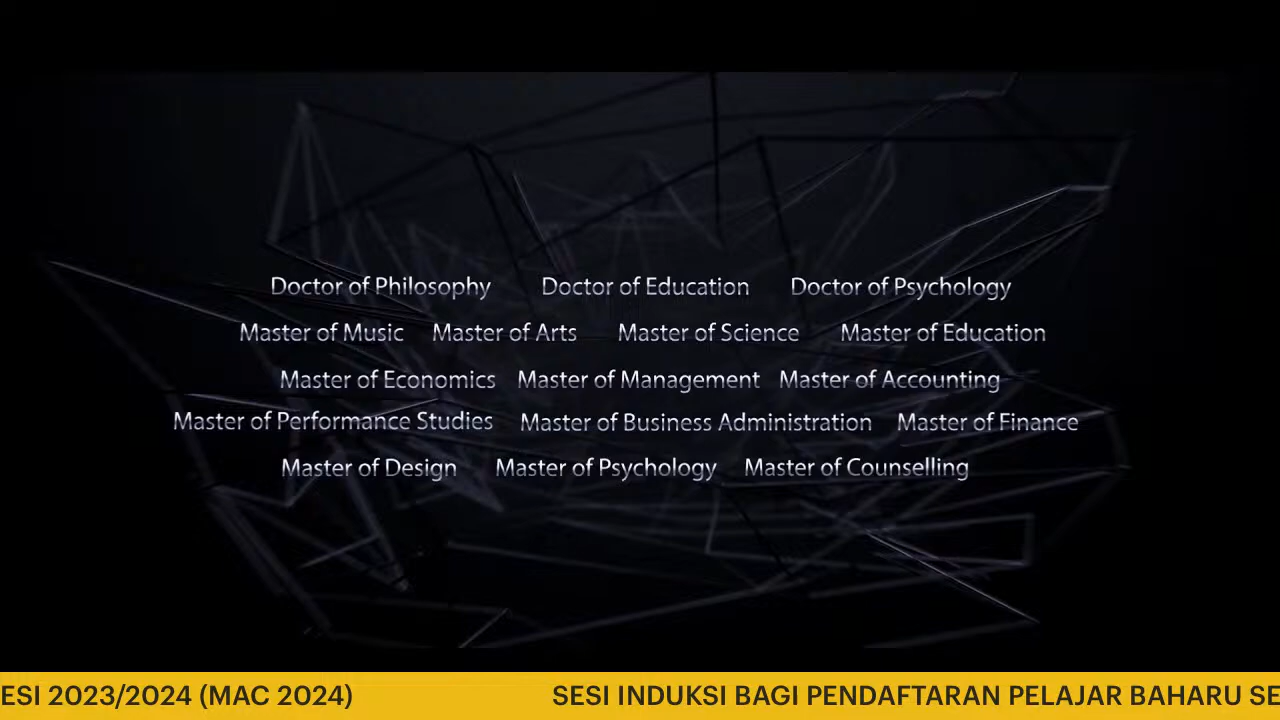 Doctor of Philosophy Doctor of Education Doctor of Psychology
Master of Music Master of Arts Master of Science Master of Education
Master of Economics Master of Management Master of Accounting
Master of Performance Studies Master of Business Administration Master of Finance
Master of Design Master of Psychology Master of Counselling
ESI 2023/2024 (MAC 2024) SESI INDUKSI BAGI PENDAFTARAN PELAJAR BAHARU SE